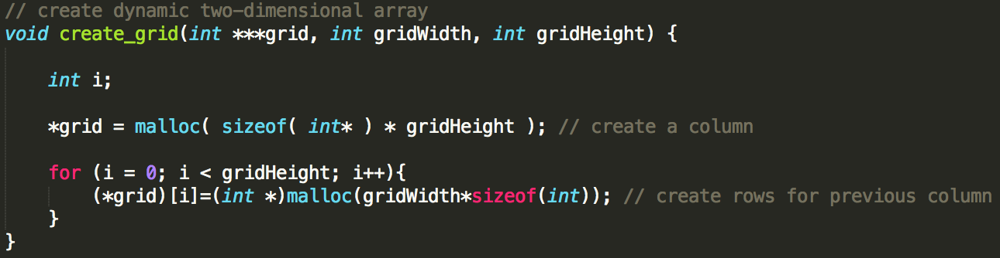 // create dynamic two-dimensional array
void create_grid(int ***grid, int gridWidth, int gridHeight) {
int i;
*grid = malloc( sizeof( int* ) * gridHeight ); // create a column
for (i = 0; i < gridHeight; i++){
(*grid)[i]=(int *)malloc(gridWidth*sizeof(int)); // create rows for previous column
}
}